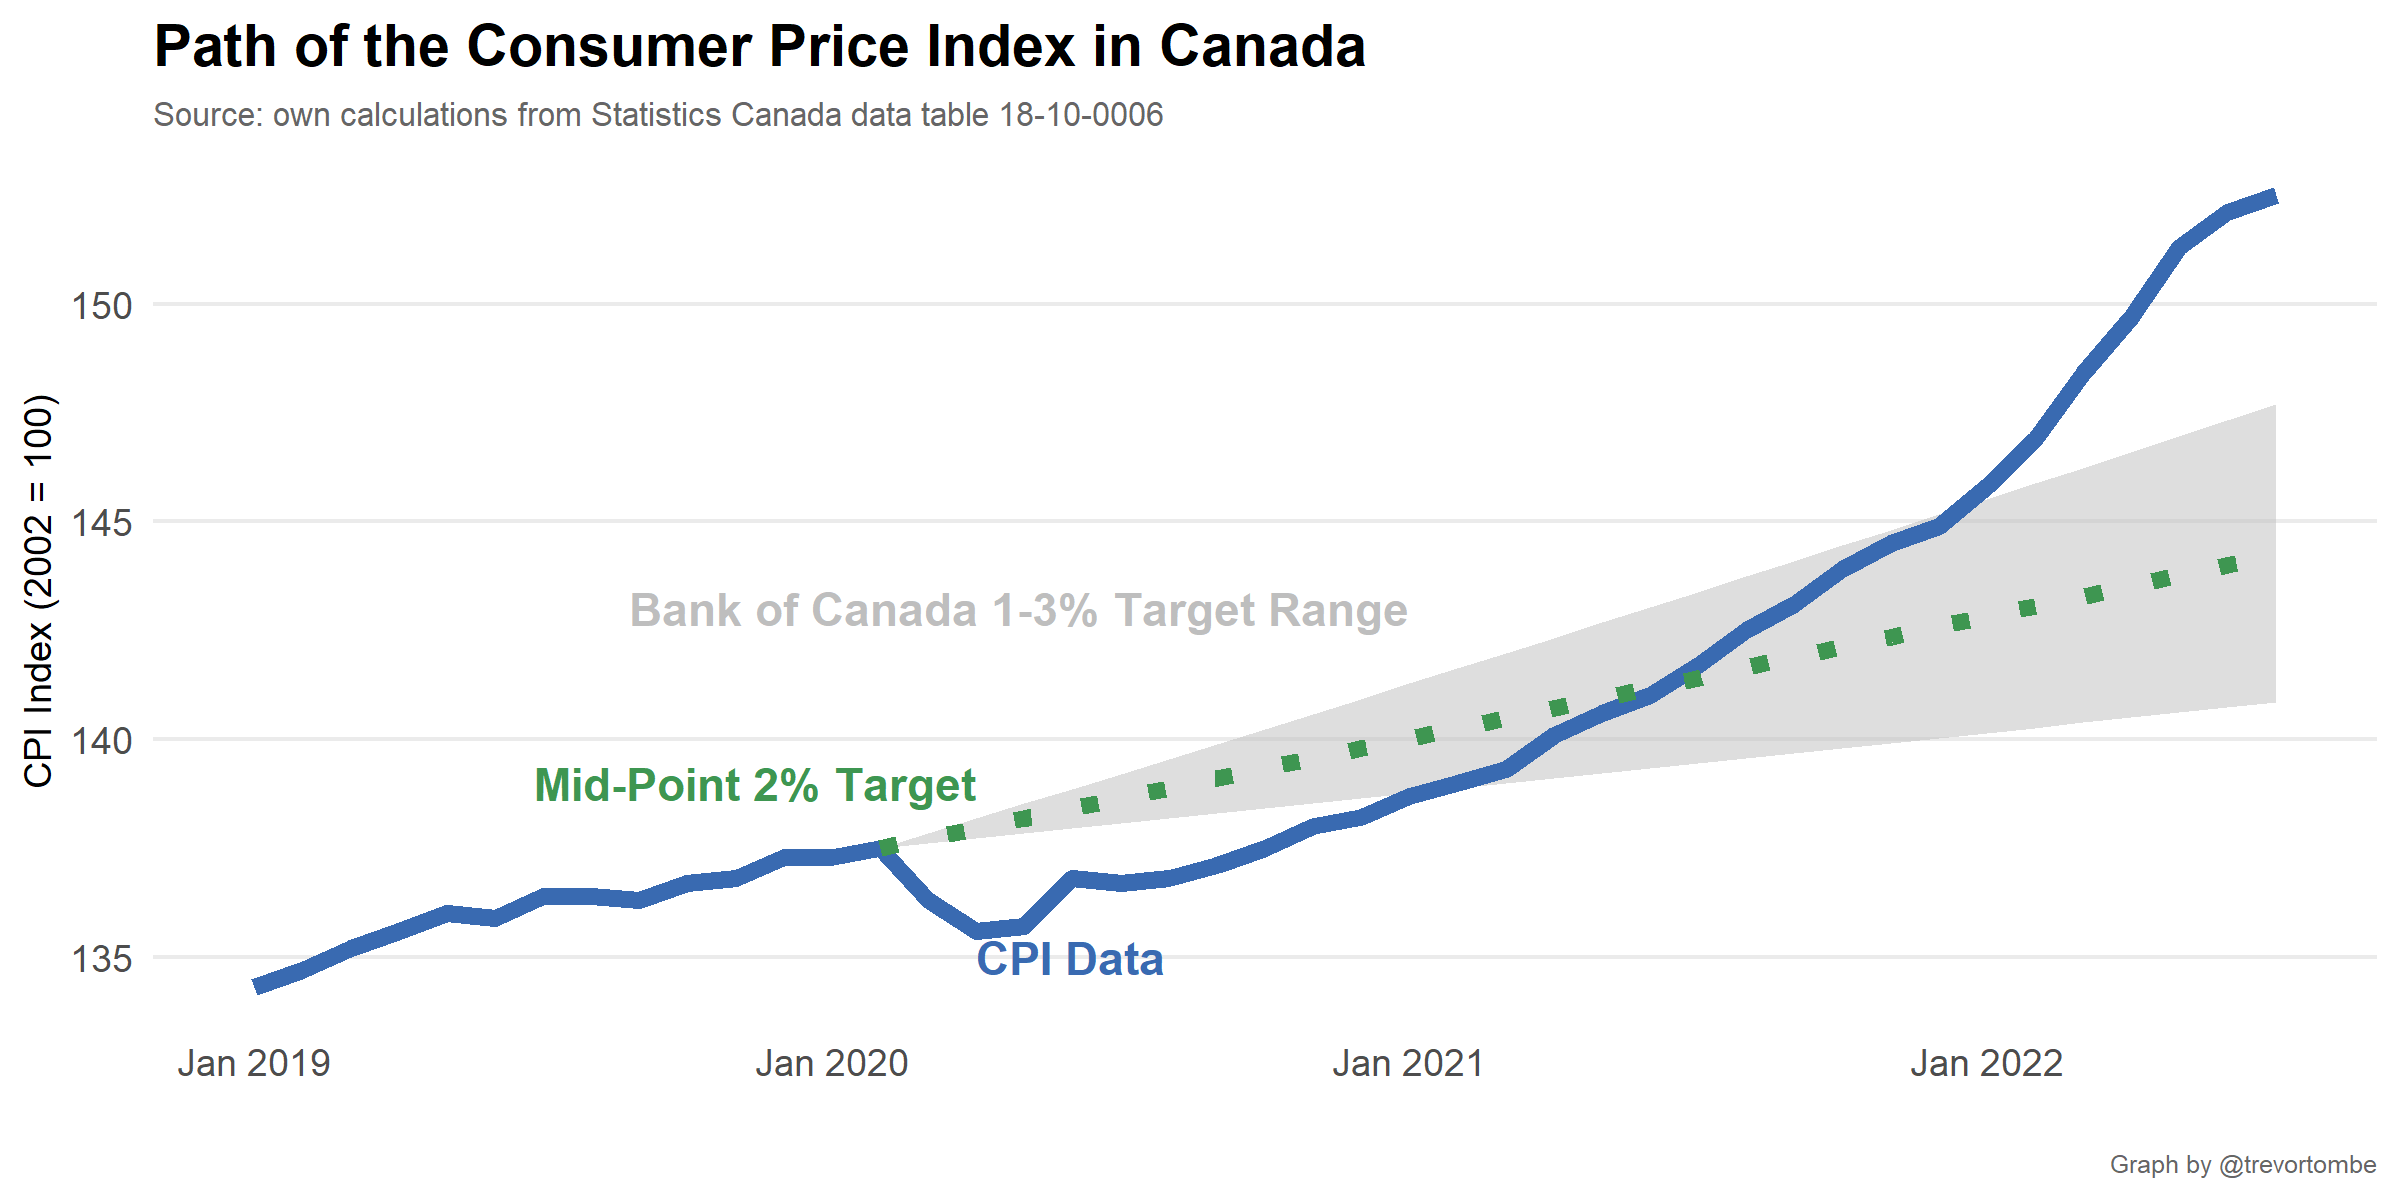 Path of the Consumer Price Index in Canada
Source: own calculations from Statistics Canada data table 18-10-0006
CPI Index (2002 = 100)
150
145
140
135
Bank of Canada 1-3% Target Range
Mid-Point 2% Target
CPI Data
Jan 2019
Jan 2020
Jan 2021
Jan 2022
Graph by @trevortombe